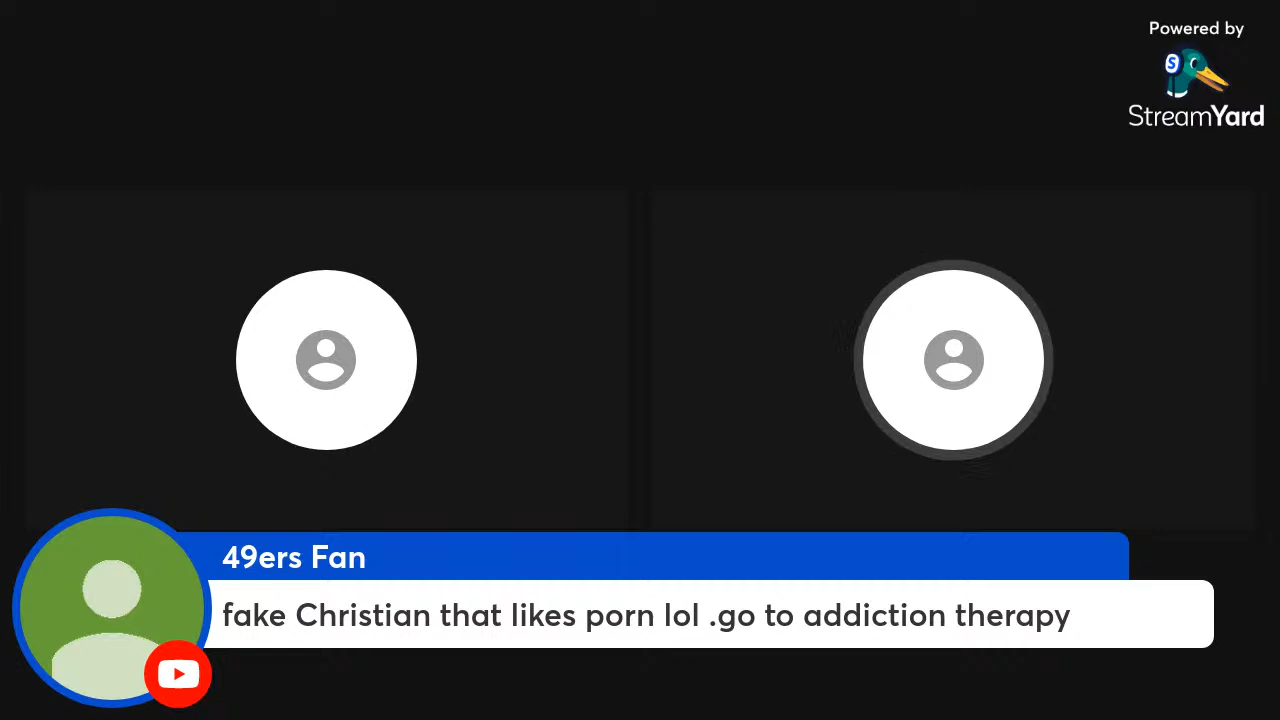 Powered by
S
StreamYard
49ers Fan
fake Christian that likes porn lol .go to addiction therapy